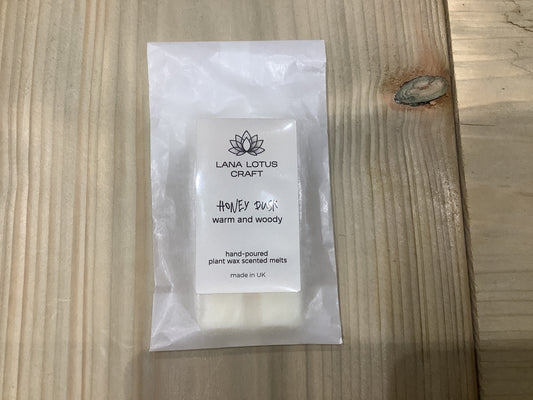 LANA LOTUS
CRAFT
HONEY DUSK
warm and woody
hand-poured
plant wax scented melts
made in UK